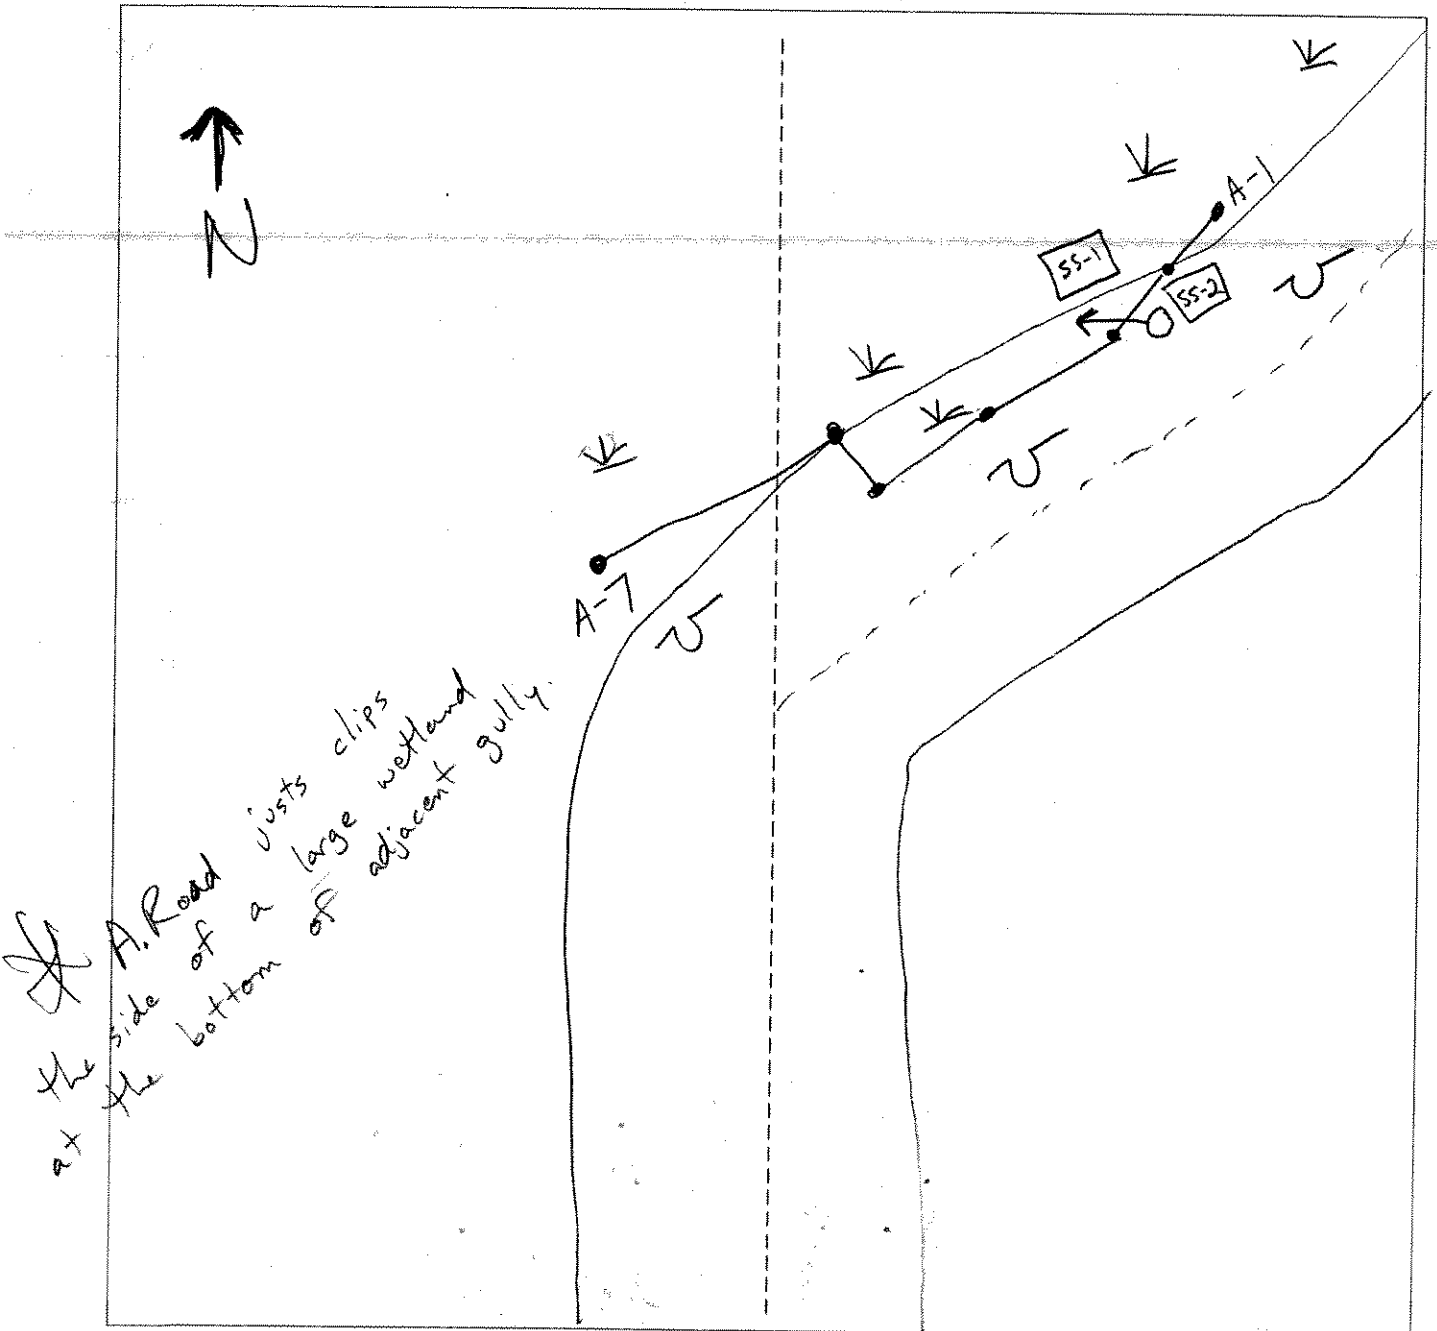 N
A-1
SS-1
SS-2
U
U
A-7
U
A. Road justs clips
the side of a large wetland
at the bottom of adjacent gully.